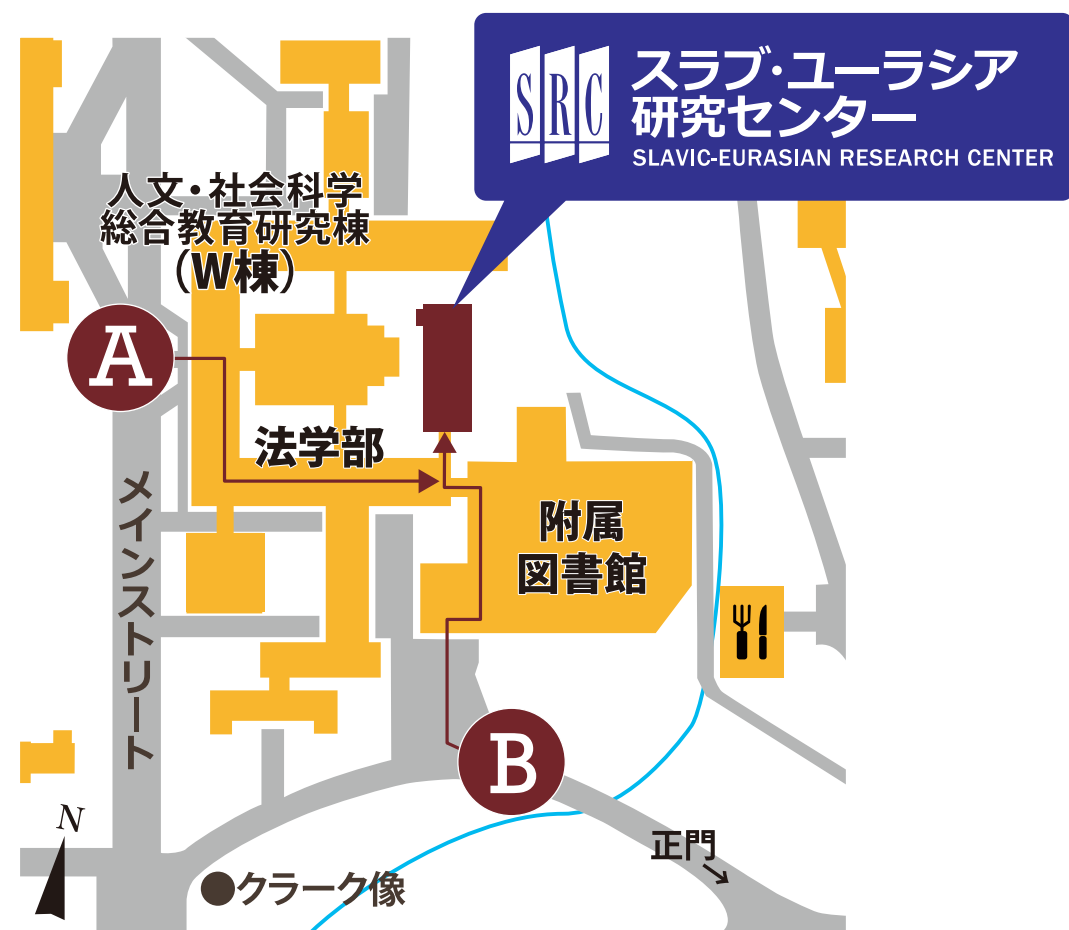 SRC
スラブ・ユーラシア
研究センター
SLAVIC-EURASIAN RESEARCH CENTER
人文・社会科学
総合教育研究棟
（W棟）
A
法学部
メインストリート
附属
図書館
B
N
正門
クラーク像